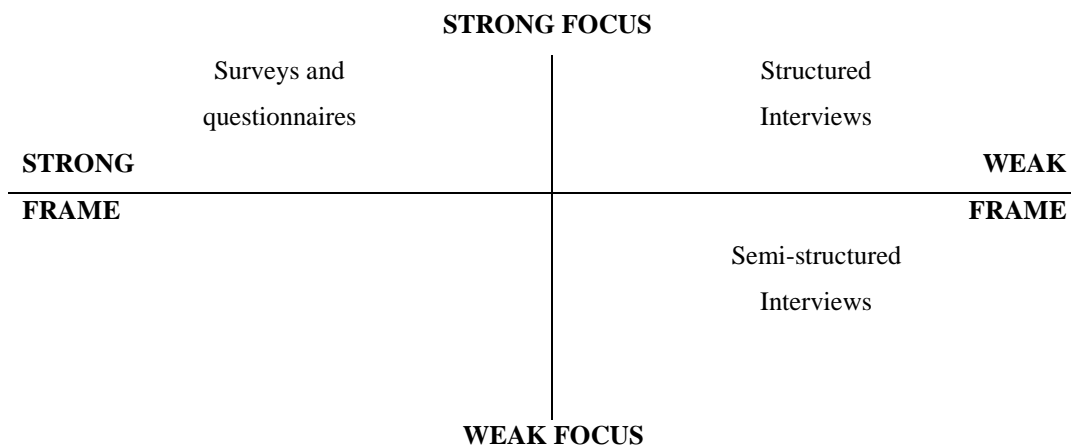 STRONG FOCUS
Surveys and
questionnaires
Structured
Interviews
STRONG
FRAME
WEAK
FRAME
Semi-structured
Interviews
WEAK FOCUS